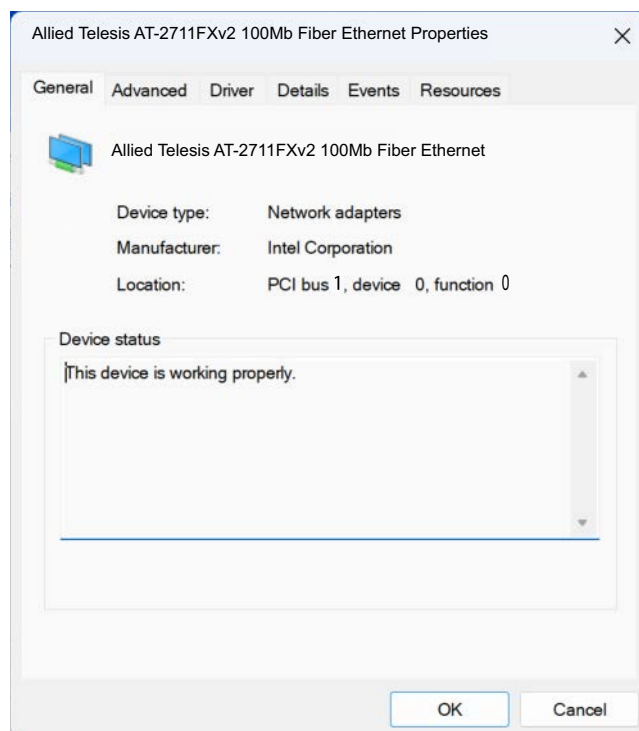 Allied Telesis AT-2711FXv2 100Mb Fiber Ethernet Properties
General Advanced Driver Details Events Resources
Allied Telesis AT-2711FXv2 100Mb Fiber Ethernet
Device type: Network adapters
Manufacturer: Intel Corporation
Location: PCI bus 1, device 0, function 0
Device status
This device is working properly.
OK Cancel